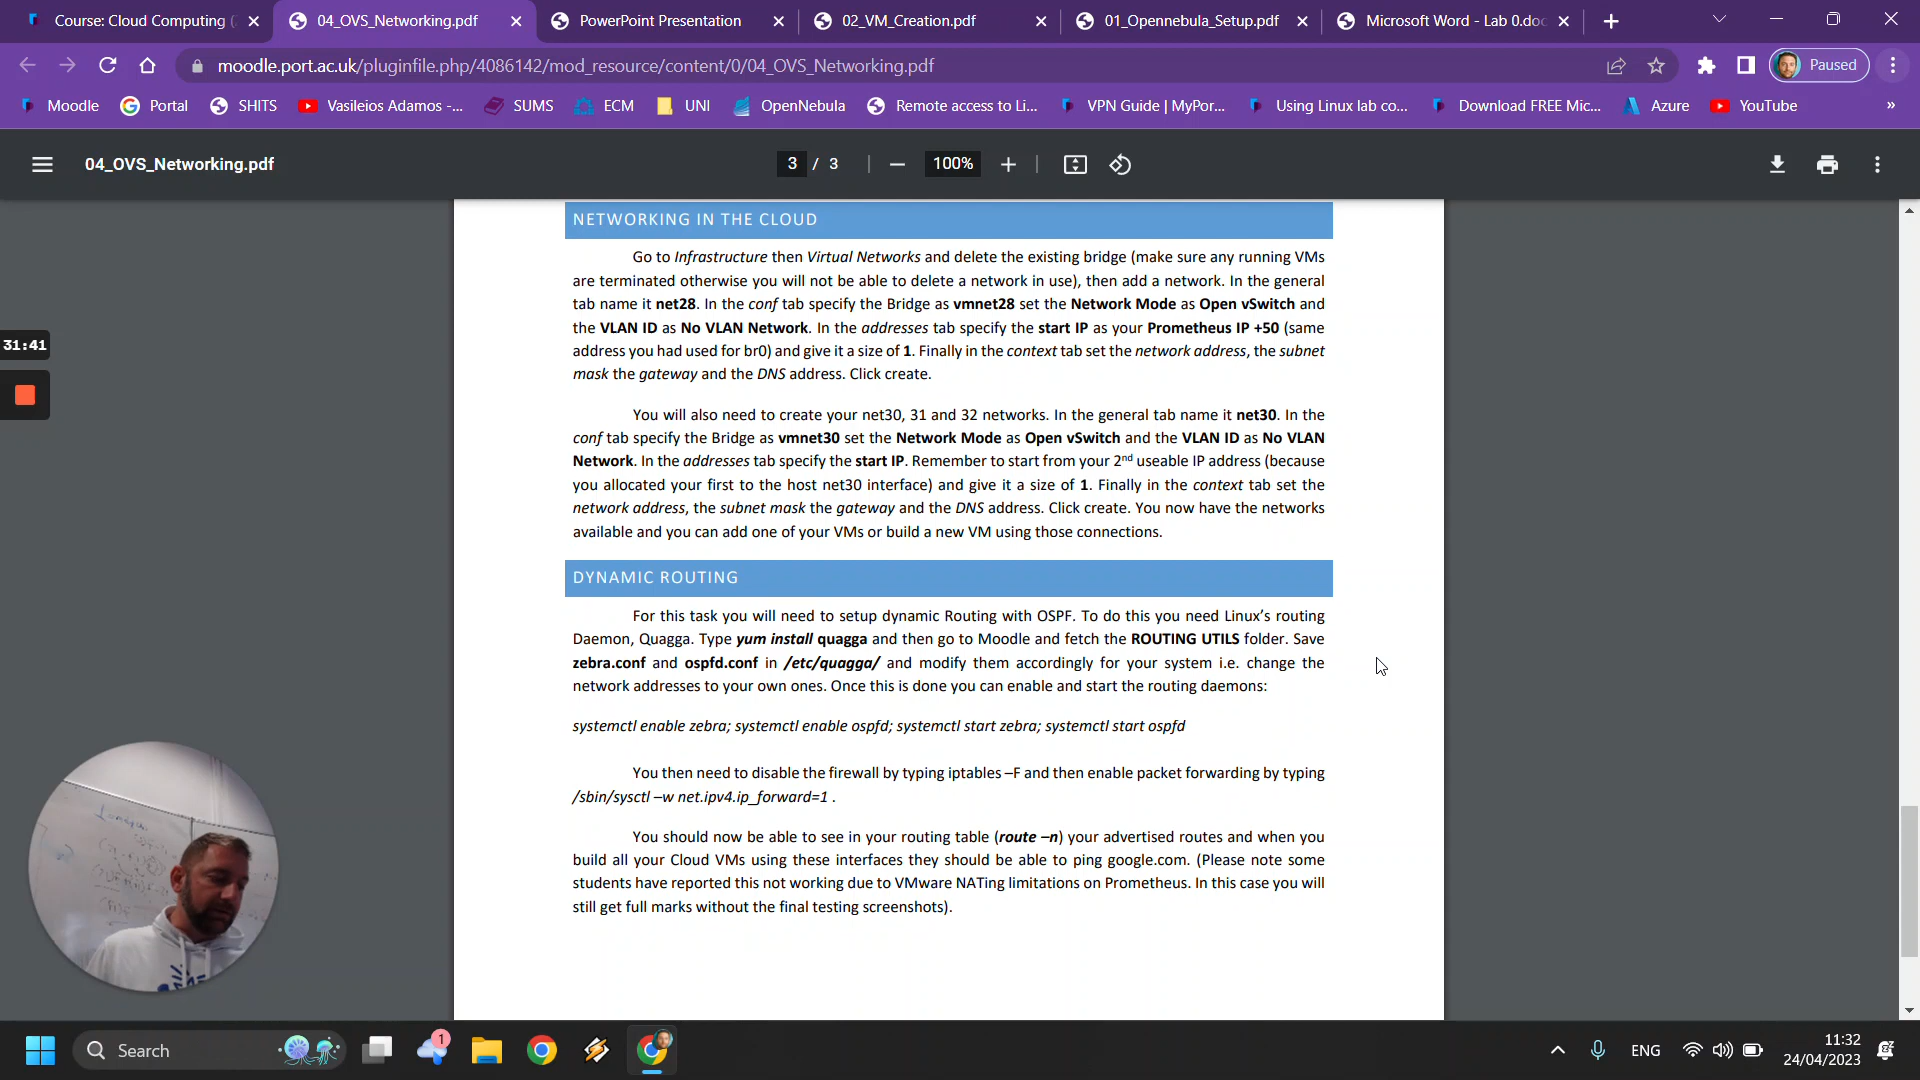 Course: Cloud Computing (
04_OVS_Networking.pdf
PowerPoint Presentation
02_VM_Creation.pdf
01_Opennebula_Setup.pdf
Microsoft Word - Lab 0.doc
moodle.port.ac.uk/pluginfile.php/4086142/mod_resource/content/0/04_OVS_Networking.pdf
Paused
Moodle
Portal
SHITS
Vasileios Adamos -...
SUMS
ECM
UNI
OpenNebula
Remote access to Li...
VPN Guide | MyPor...
Using Linux lab co...
Download FREE Mic...
Azure
YouTube
»
04_OVS_Networking.pdf
3 / 3
100%
NETWORKING IN THE CLOUD
Go to Infrastructure then Virtual Networks and delete the existing bridge (make sure any running VMs
are terminated otherwise you will not be able to delete a network in use), then add a network. In the general
tab name it net28. In the conf tab specify the Bridge as vmnet28 set the Network Mode as Open vSwitch and
the VLAN ID as No VLAN Network. In the addresses tab specify the start IP as your Prometheus IP +50 (same
address you had used for br0) and give it a size of 1. Finally in the context tab set the network address, the subnet
mask the gateway and the DNS address. Click create.
You will also need to create your net30, 31 and 32 networks. In the general tab name it net30. In the
conf tab specify the Bridge as vmnet30 set the Network Mode as Open vSwitch and the VLAN ID as No VLAN
Network. In the addresses tab specify the start IP. Remember to start from your 2nd useable IP address (because
you allocated your first to the host net30 interface) and give it a size of 1. Finally in the context tab set the
network address, the subnet mask the gateway and the DNS address. Click create. You now have the networks
available and you can add one of your VMs or build a new VM using those connections.
DYNAMIC ROUTING
For this task you will need to setup dynamic Routing with OSPF. To do this you need Linux's routing
Daemon, Quagga. Type yum install quagga and then go to Moodle and fetch the ROUTING UTILS folder. Save
zebra.conf and ospfd.conf in /etc/quagga/ and modify them accordingly for your system i.e. change the
network addresses to your own ones. Once this is done you can enable and start the routing daemons:
systemctl enable zebra; systemctl enable ospfd; systemctl start zebra; systemctl start ospfd
You then need to disable the firewall by typing iptables –F and then enable packet forwarding by typing
/sbin/sysctl –w net.ipv4.ip_forward=1 .
You should now be able to see in your routing table (route –n) your advertised routes and when you
build all your Cloud VMs using these interfaces they should be able to ping google.com. (Please note some
students have reported this not working due to VMware NATing limitations on Prometheus. In this case you will
still get full marks without the final testing screenshots).
31:41
Search
1
ENG
11:32
24/04/2023